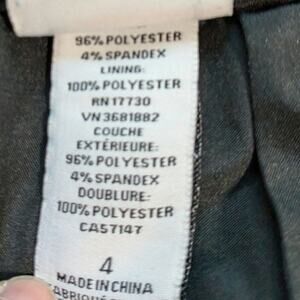 96% POLYESTER
4% SPANDEX
LINING:
100% POLYESTER
RN 17730
VN 3681882
COUCHE
EXTÉRIEURE:
96% POLYESTER
4% SPANDEX
DOUBLURE:
100% POLYESTER
CA57147
4
MADE IN CHINA